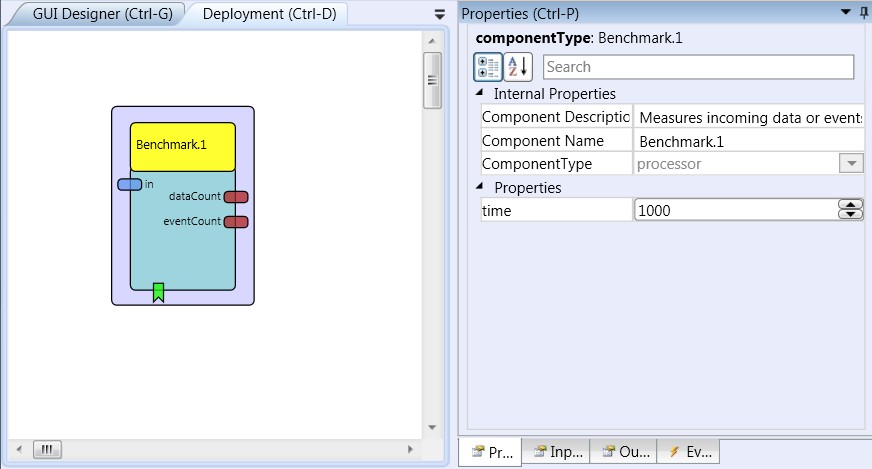 GUI Designer (Ctrl-G)
Deployment (Ctrl-D)
Benchmark.1
in
dataCount
eventCount
Properties (Ctrl-P)
componentType: Benchmark.1
A
Z
Search
Internal Properties
Component Descriptio Measures incoming data or events
Component Name Benchmark.1
ComponentType processor
Properties
time 1000
Pr... Inp... Ou... Ev...